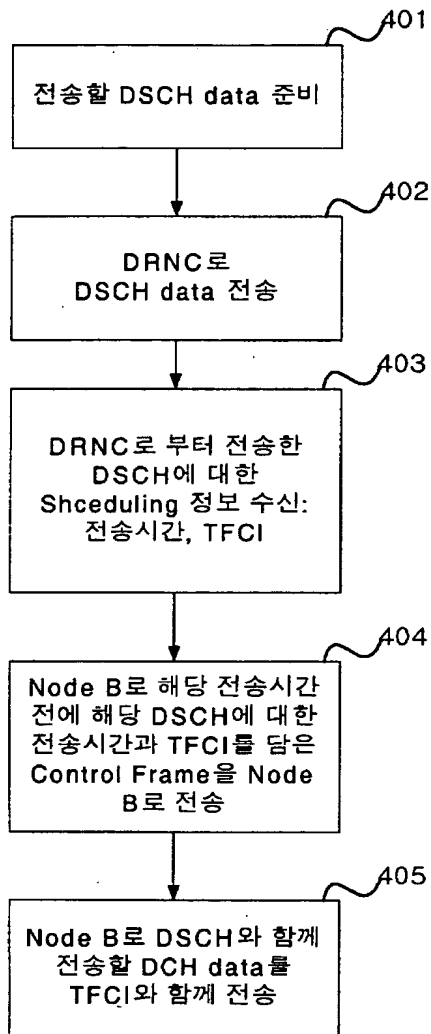 401
전송할 DSCH data 준비
402
DRNC로
DSCH data 전송
403
DRNC로 부터 전송한
DSCH에 대한
Shceduling 정보 수신:
전송시간, TFCI
404
Node B로 해당 전송시간
전에 해당 DSCH에 대한
전송시간과 TFCI를 담은
Control Frame을 Node
B로 전송
405
Node B로 DSCH와 함께
전송할 DCH data를
TFCI와 함께 전송